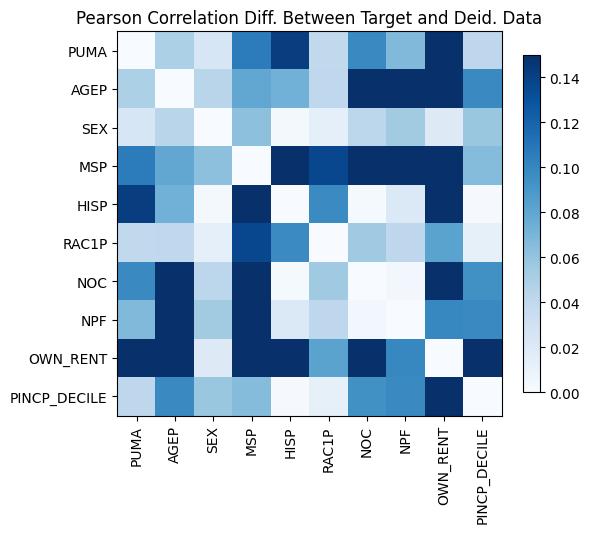 Pearson Correlation Diff. Between Target and Deid. Data
PUMA
AGEP
SEX
MSP
HISP
RAC1P
NOC
NPF
OWN_RENT
PINCP_DECILE
PUMA
AGEP
SEX
MSP
HISP
RAC1P
NOC
NPF
OWN_RENT
PINCP_DECILE
0.14
0.12
0.10
0.08
0.06
0.04
0.02
0.00